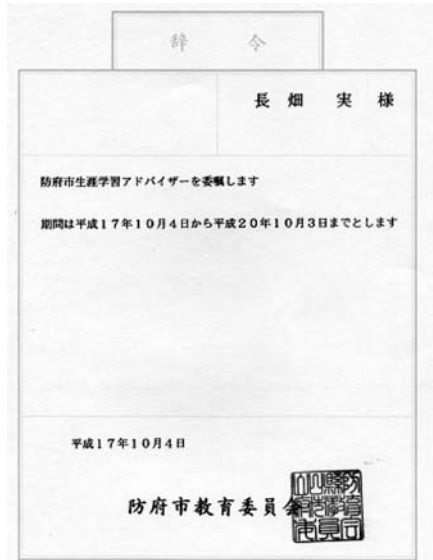 辞令
長畑 実 様
防府市生涯学習アドバイザーを委嘱します
期間は平成17年10月4日から平成20年10月3日までとします
平成17年10月4日
防府市教育委員会